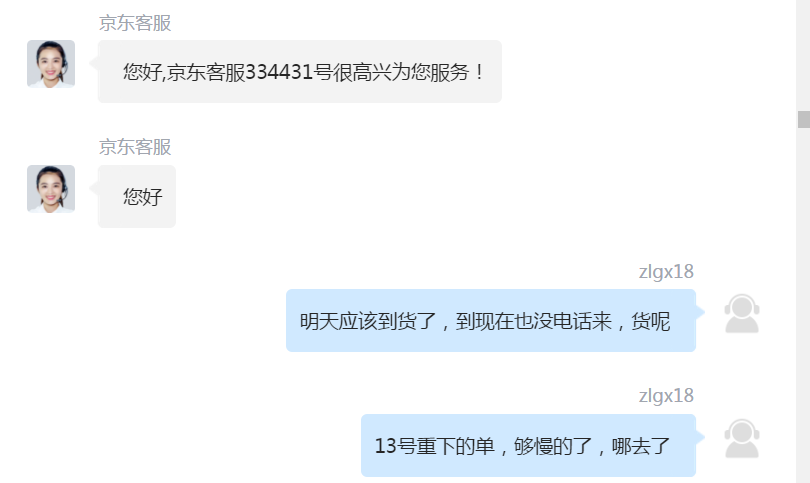 京东客服
您好,京东客服334431号很高兴为您服务！
京东客服
您好
zlgx18
明天应该到货了，到现在也没电话来，货呢
zlgx18
13号重下的单，够慢的了，哪去了